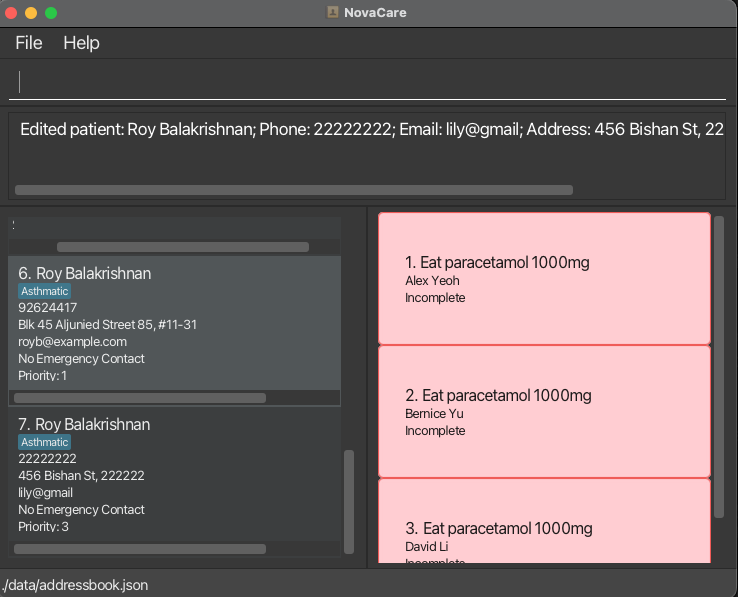 NovaCare
File Help
Edited patient: Roy Balakrishnan; Phone: 22222222; Email: lily@gmail; Address: 456 Bishan St, 22
6. Roy Balakrishnan
Asthmatic
92624417
Blk 45 Aljunied Street 85, #11-31
royb@example.com
No Emergency Contact
Priority: 1
7. Roy Balakrishnan
Asthmatic
22222222
456 Bishan St, 222222
lily@gmail
No Emergency Contact
Priority: 3
1. Eat paracetamol 1000mg
Alex Yeoh
Incomplete
2. Eat paracetamol 1000mg
Bernice Yu
Incomplete
3. Eat paracetamol 1000mg
David Li
Incomplete
./data/addressbook.json